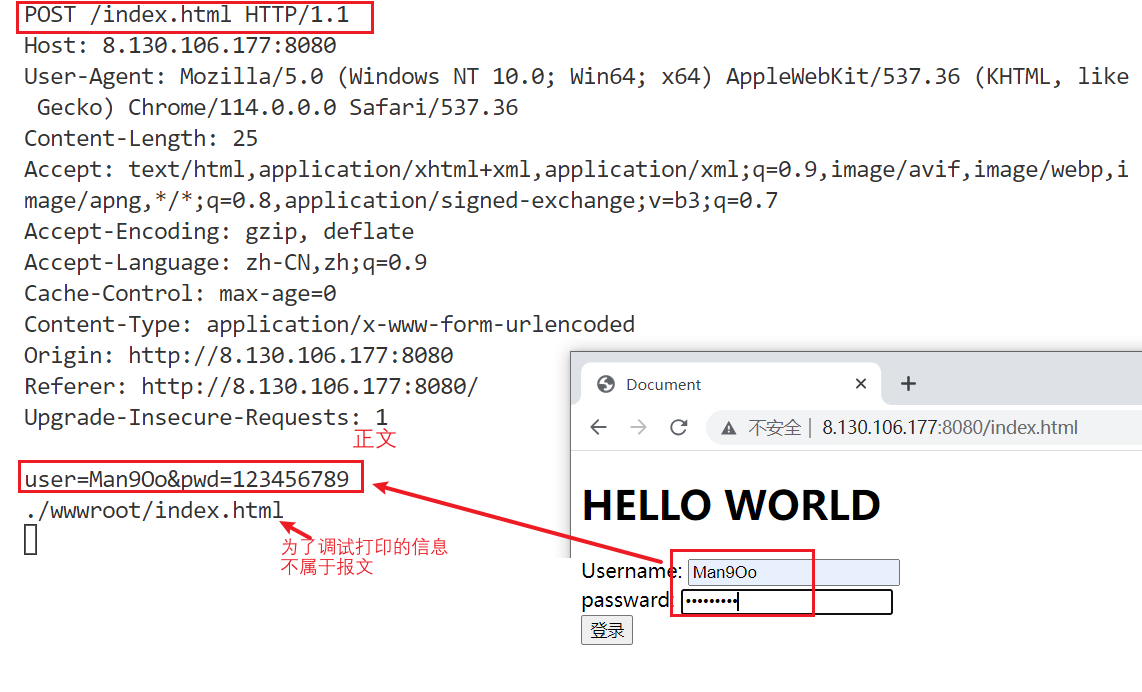 POST /index.html HTTP/1.1
Host: 8.130.106.177:8080
User-Agent: Mozilla/5.0 (Windows NT 10.0; Win64; x64) AppleWebKit/537.36 (KHTML, like
Gecko) Chrome/114.0.0.0 Safari/537.36
Content-Length: 25
Accept: text/html,application/xhtml+xml,application/xml;q=0.9,image/avif,image/webp,i
mage/apng,*/*;q=0.8,application/signed-exchange;v=b3;q=0.7
Accept-Encoding: gzip, deflate
Accept-Language: zh-CN,zh;q=0.9
Cache-Control: max-age=0
Content-Type: application/x-www-form-urlencoded
Origin: http://8.130.106.177:8080
Referer: http://8.130.106.177:8080/
Upgrade-Insecure-Requests: 1
正文
user=Man9Oo&pwd=123456789
./wwwroot/index.html
为了调试打印的信息
不属于报文
Document
不安全 | 8.130.106.177:8080/index.html
HELLO WORLD
Username: Man9Oo
passward: •••••••••
登录